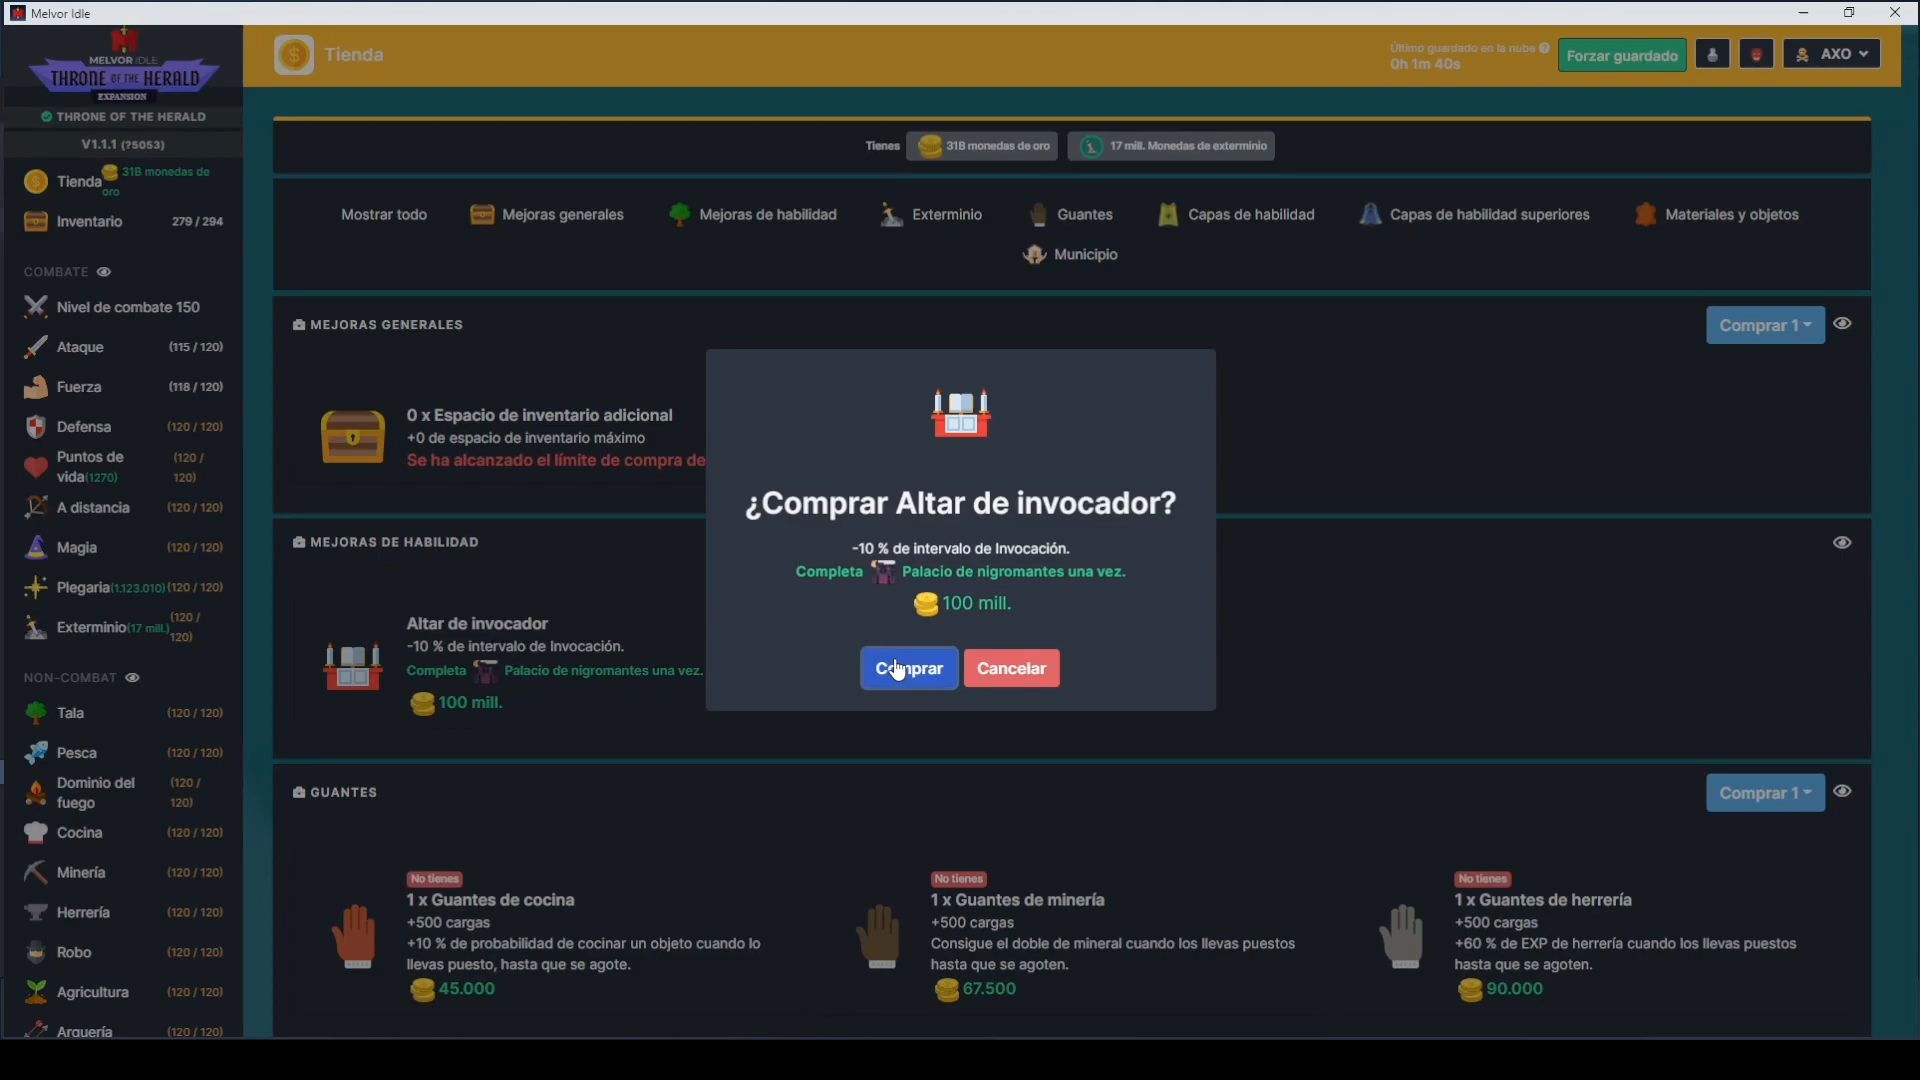 Melvor Idle
MELVOR IDLE
THRONE OF THE HERALD
EXPANSION
THRONE OF THE HERALD
V1.1.1 (?5053)
Tienda 31B monedas de oro
Inventario 279 / 294
COMBATE
Nivel de combate 150
Ataque (115 / 120)
Fuerza (118 / 120)
Defensa (120 / 120)
Puntos de vida(1270) (120 / 120)
A distancia (120 / 120)
Magia (120 / 120)
Plegaria(1.123.010) (120 / 120)
Exterminio(17 mill.) (120 / 120)
NON-COMBAT
Tala (120 / 120)
Pesca (120 / 120)
Dominio del fuego (120 / 120)
Cocina (120 / 120)
Minería (120 / 120)
Herrería (120 / 120)
Robo (120 / 120)
Agricultura (120 / 120)
Arquería (120 / 120)
Tienda
Último guardado en la nube
0h 1m 40s
Forzar guardado
AXO
Tienes 31B monedas de oro 17 mill. Monedas de exterminio
Mostrar todo Mejoras generales Mejoras de habilidad Exterminio Guantes Capas de habilidad Capas de habilidad superiores Materiales y objetos
Municipio
MEJORAS GENERALES
Comprar 1
0 x Espacio de inventario adicional
+0 de espacio de inventario máximo
Se ha alcanzado el límite de compra de
MEJORAS DE HABILIDAD
Altar de invocador
-10 % de intervalo de Invocación.
Completa Palacio de nigromantes una vez.
100 mill.
¿Comprar Altar de invocador?
-10 % de intervalo de Invocación.
Completa Palacio de nigromantes una vez.
100 mill.
Comprar Cancelar
GUANTES
Comprar 1
No tienes
1 x Guantes de cocina
+500 cargas
+10 % de probabilidad de cocinar un objeto cuando lo
llevas puesto, hasta que se agote.
45.000
No tienes
1 x Guantes de minería
+500 cargas
Consigue el doble de mineral cuando los llevas puestos
hasta que se agoten.
67.500
No tienes
1 x Guantes de herrería
+500 cargas
+60 % de EXP de herrería cuando los llevas puestos
hasta que se agoten.
90.000